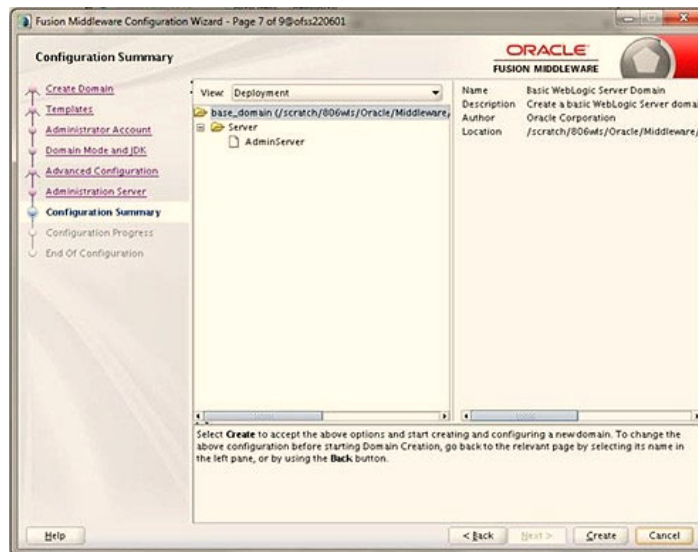 Fusion Middleware Configuration Wizard - Page 7 of 9@ofss220601
Configuration Summary
ORACLE
FUSION MIDDLEWARE
Create Domain
Templates
Administrator Account
Domain Mode and JDK
Advanced Configuration
Administration Server
Configuration Summary
Configuration Progress
End Of Configuration
View: Deployment
base_domain (/scratch/806wls/Oracle/Middleware/
Server
AdminServer
Name Basic WebLogic Server Domain
Description Create a basic WebLogic Server doma
Author Oracle Corporation
Location /scratch/806wls/Oracle/Middleware/
Select Create to accept the above options and start creating and configuring a new domain. To change the
above configuration before starting Domain Creation, go back to the relevant page by selecting its name in
the left pane, or by using the Back button.
Help
< Back
Next >
Create
Cancel